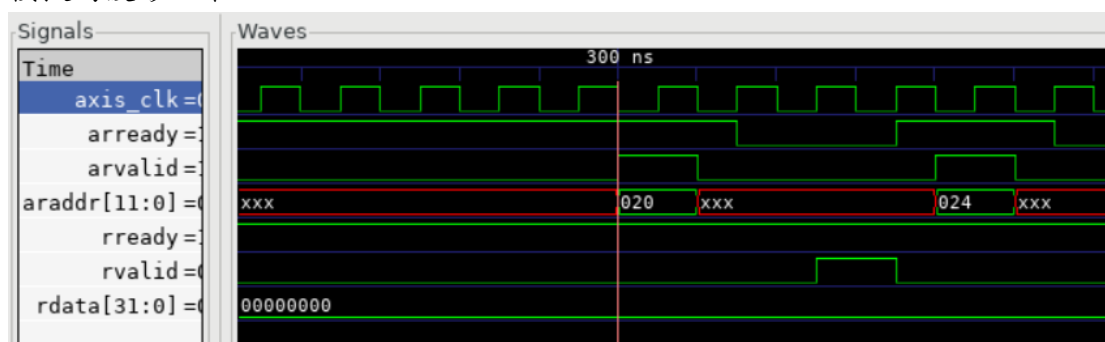 Signals
Waves
Time
300 ns
axis_clk=
arready=
arvalid=
araddr[11:0]=
xxx
020
xxx
024
xxx
rready=
rvalid=
rdata[31:0]=
00000000